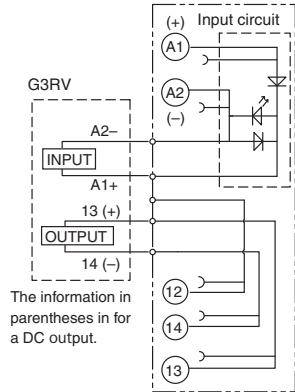 (+)
Input circuit
A1
G3RV
A2
(–)
A2–
INPUT
A1+
13 (+)
OUTPUT
14 (–)
The information in
parentheses in for
a DC output.
12
14
13